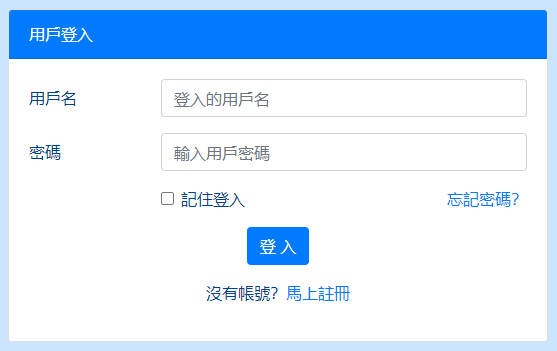 用戶登入
用戶名 登入的用戶名
密碼 輸入用戶密碼
記住登入 忘記密碼?
登 入
沒有帳號? 馬上註冊